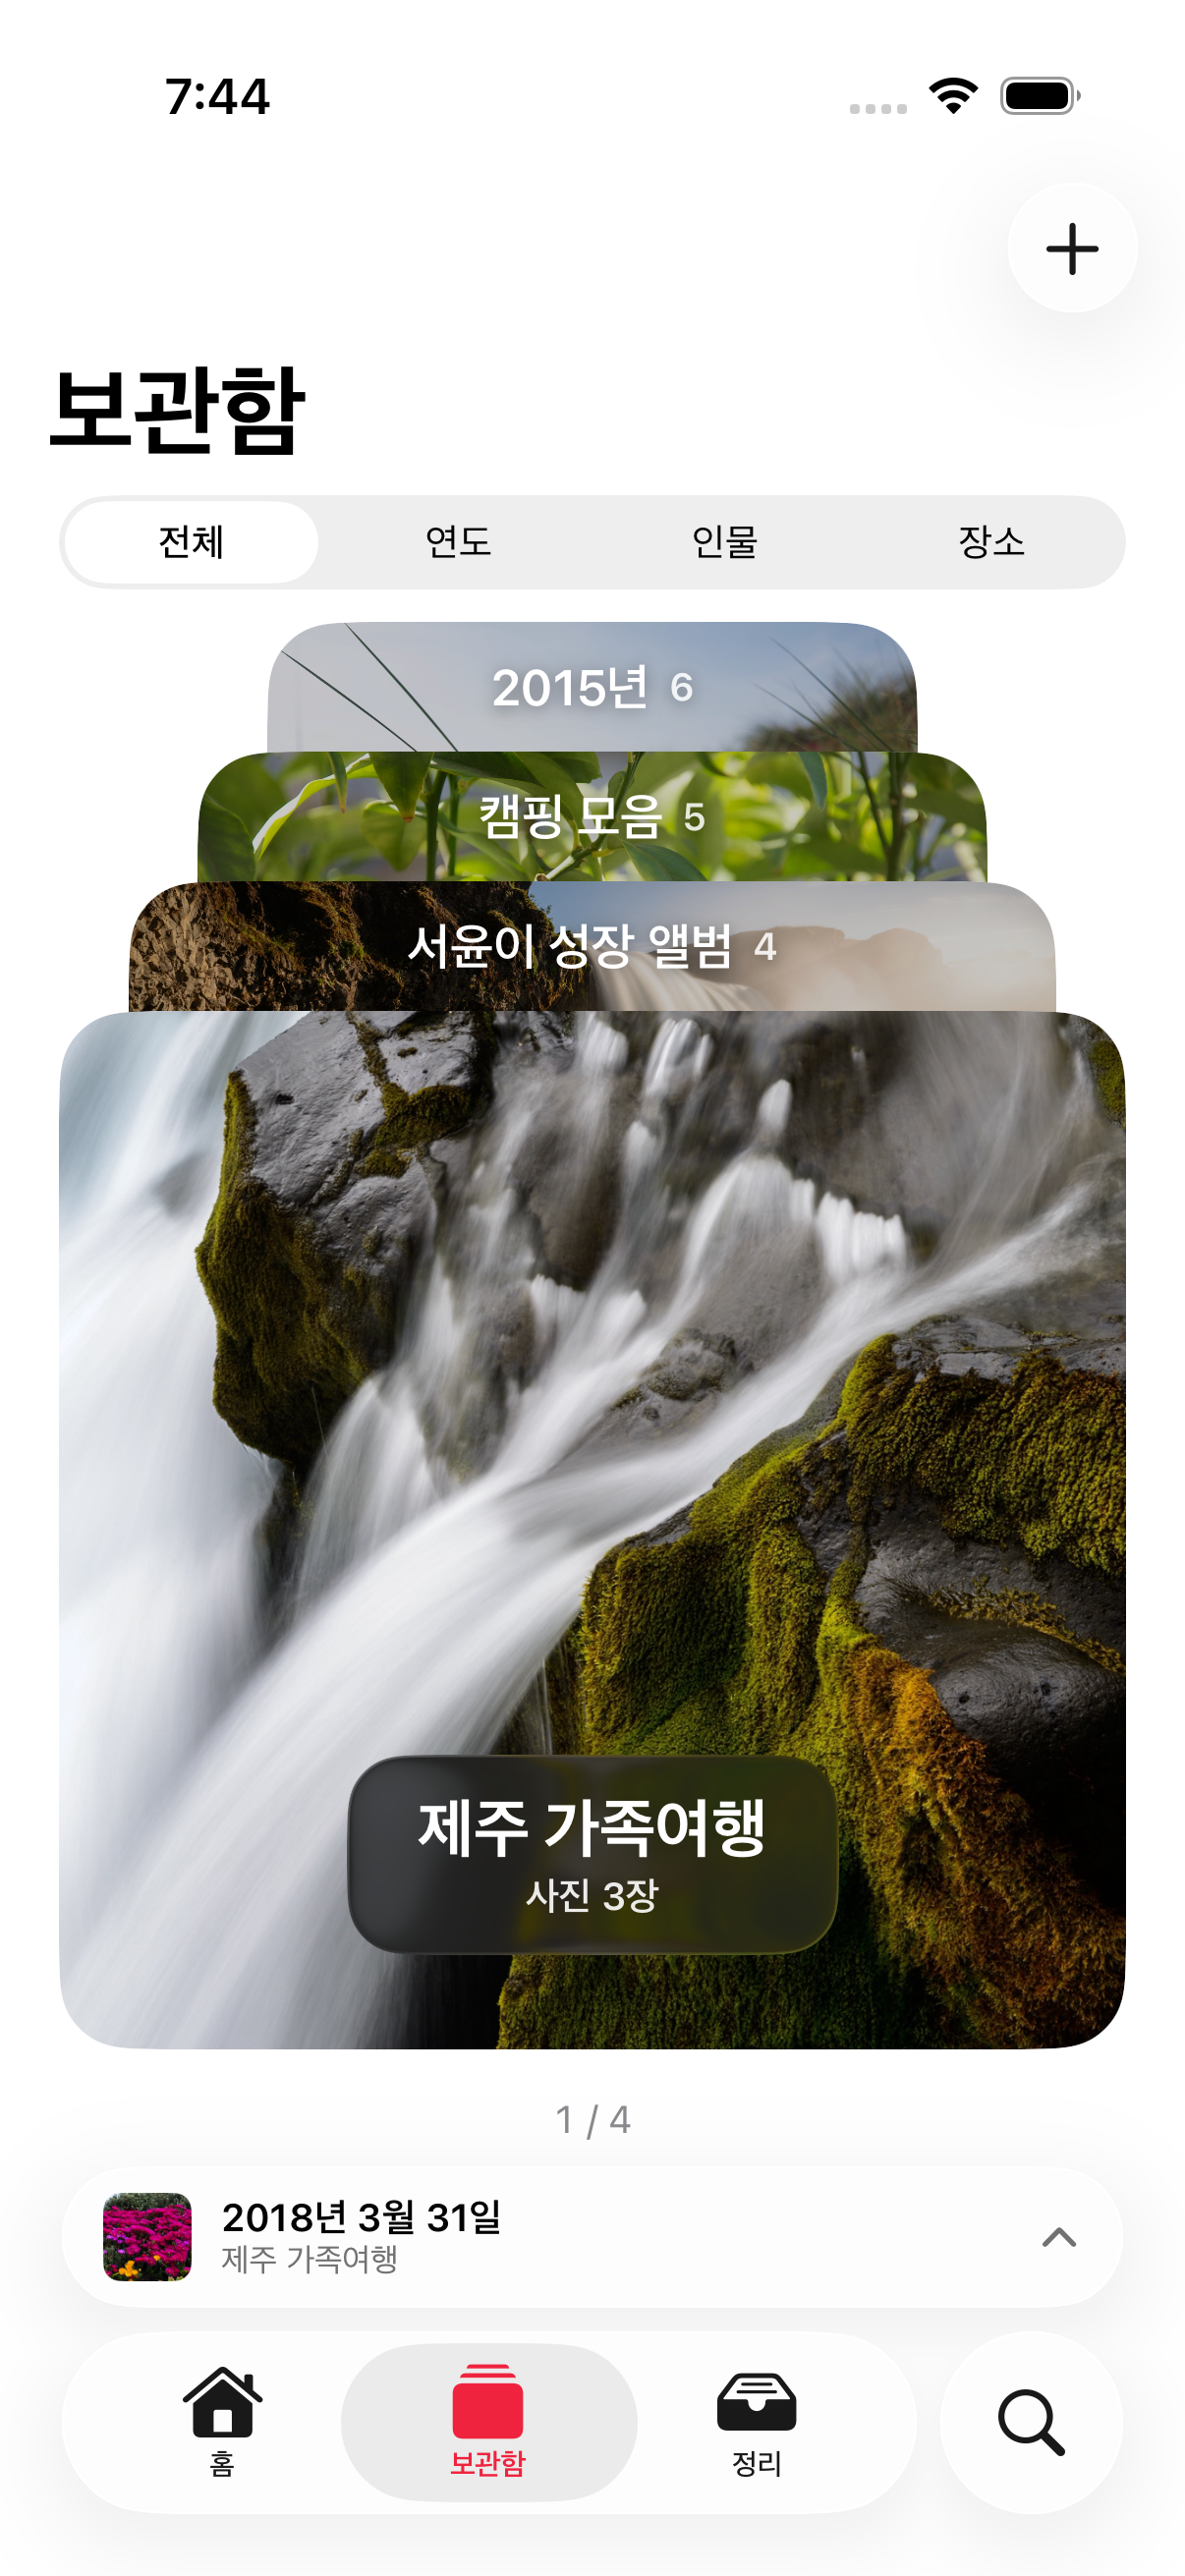 7:44
보관함
전체 연도 인물 장소
2015년 6
캠핑 모음 5
서윤이 성장 앨범 4
제주 가족여행
사진 3장
1 / 4
2018년 3월 31일
제주 가족여행
홈 보관함 정리